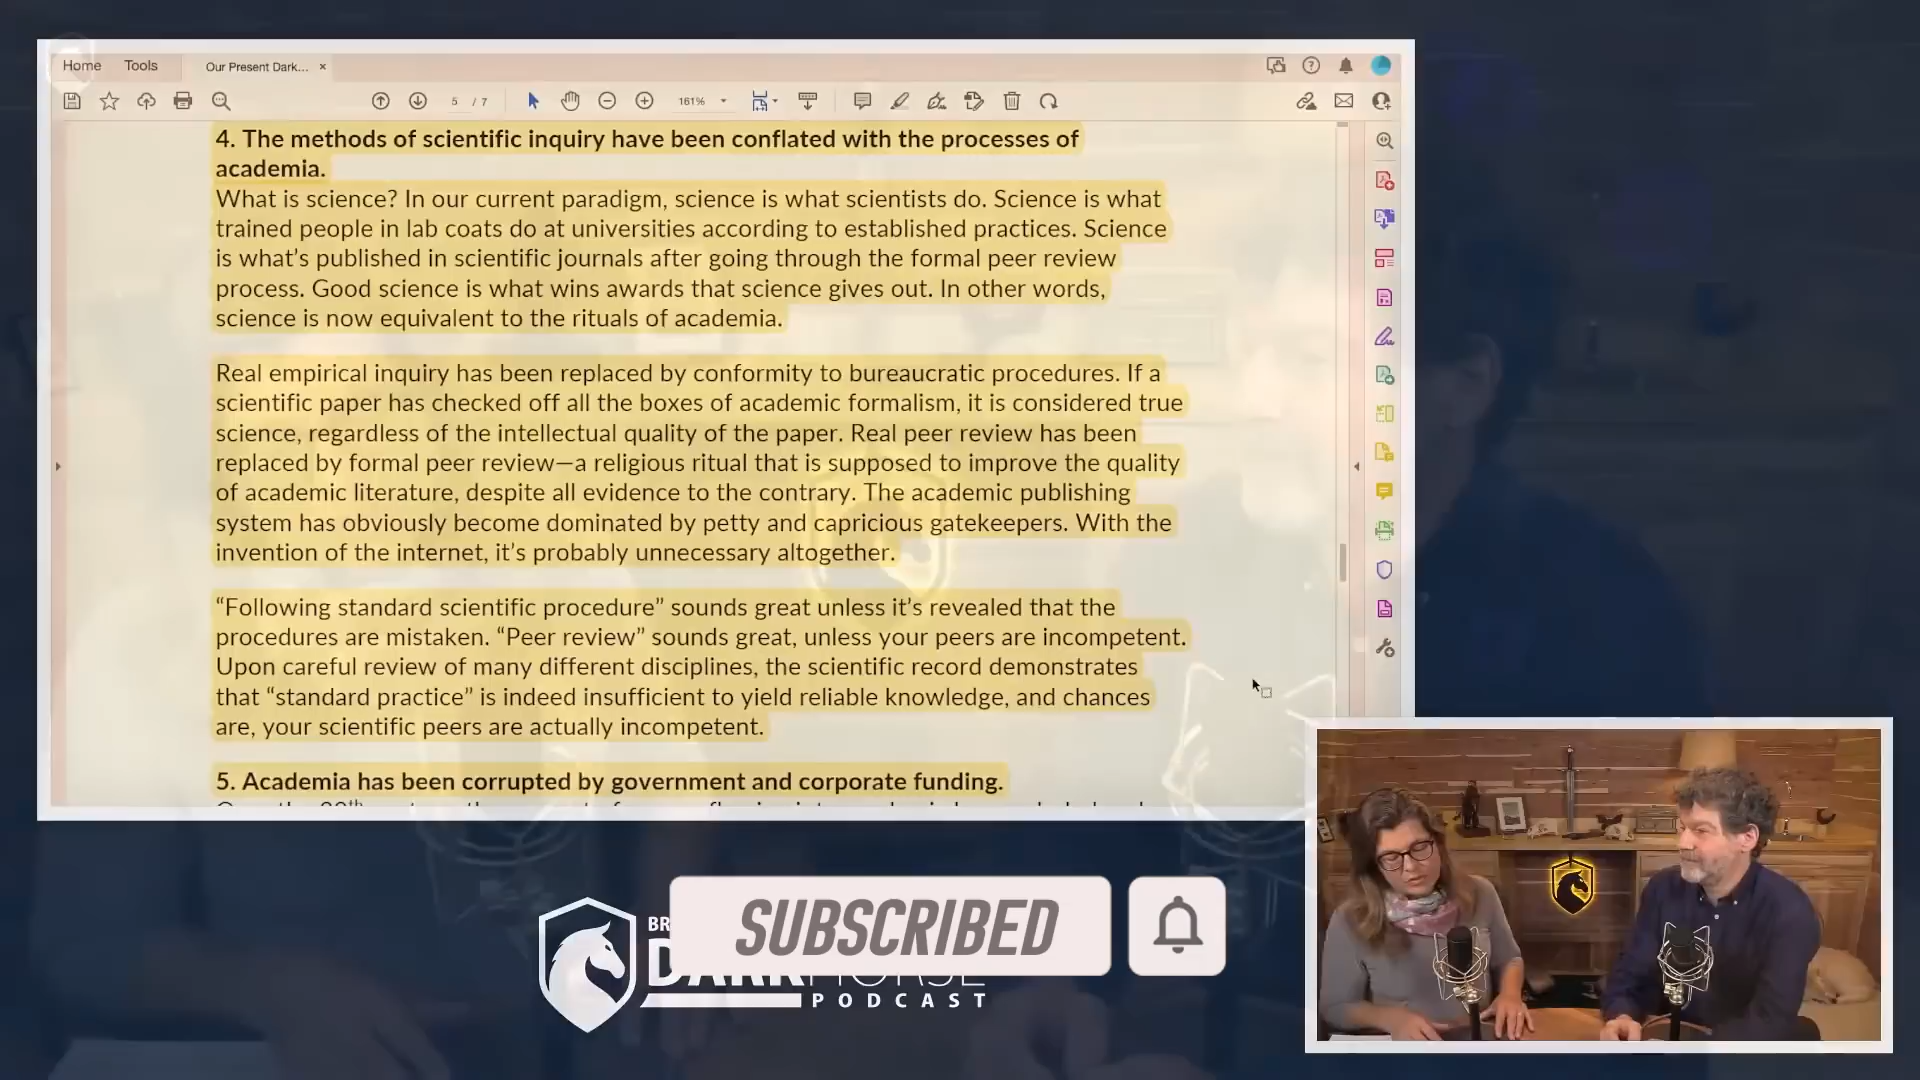 Home Tools Our Present Dark... ×
5 / 7 161%
4. The methods of scientific inquiry have been conflated with the processes of
academia.
What is science? In our current paradigm, science is what scientists do. Science is what
trained people in lab coats do at universities according to established practices. Science
is what’s published in scientific journals after going through the formal peer review
process. Good science is what wins awards that science gives out. In other words,
science is now equivalent to the rituals of academia.
Real empirical inquiry has been replaced by conformity to bureaucratic procedures. If a
scientific paper has checked off all the boxes of academic formalism, it is considered true
science, regardless of the intellectual quality of the paper. Real peer review has been
replaced by formal peer review—a religious ritual that is supposed to improve the quality
of academic literature, despite all evidence to the contrary. The academic publishing
system has obviously become dominated by petty and capricious gatekeepers. With the
invention of the internet, it’s probably unnecessary altogether.
“Following standard scientific procedure” sounds great unless it’s revealed that the
procedures are mistaken. “Peer review” sounds great, unless your peers are incompetent.
Upon careful review of many different disciplines, the scientific record demonstrates
that “standard practice” is indeed insufficient to yield reliable knowledge, and chances
are, your scientific peers are actually incompetent.
5. Academia has been corrupted by government and corporate funding.
SUBSCRIBED
PODCAST